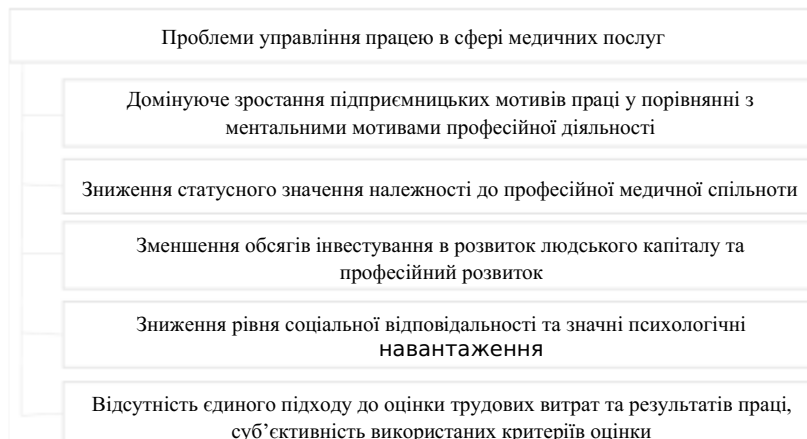 Проблеми управління працею в сфері медичних послуг
Домінуюче зростання підприємницьких мотивів праці у порівнянні з
ментальними мотивами професійної діяльності
Зниження статусного значення належності до професійної медичної спільноти
Зменшення обсягів інвестування в розвиток людського капіталу та
професійний розвиток
Зниження рівня соціальної відповідальності та значні психологічні
навантаження
Відсутність єдиного підходу до оцінки трудових витрат та результатів праці,
суб’єктивність використаних критеріїв оцінки